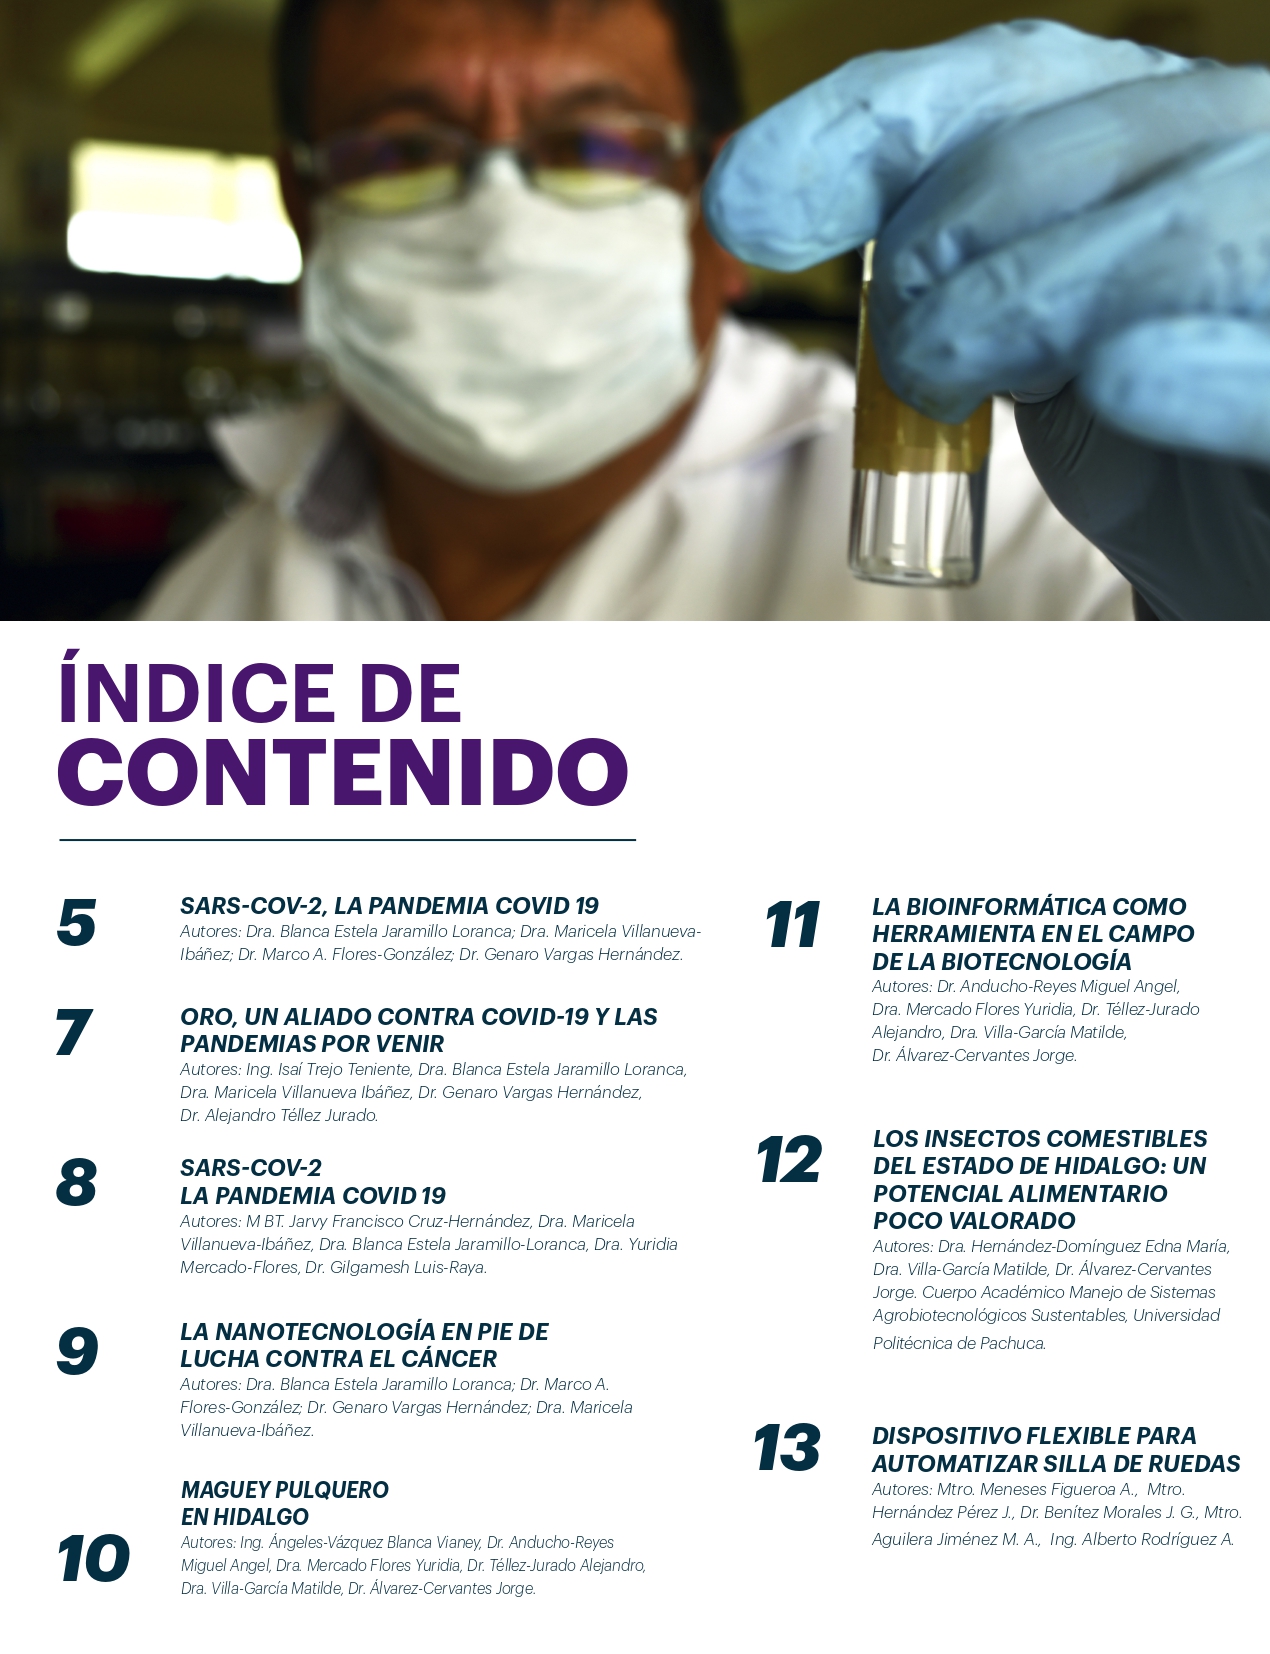 ÍNDICE DE
CONTENIDO
5
SARS-COV-2, LA PANDEMIA COVID 19
Autores: Dra. Blanca Estela Jaramillo Loranca; Dra. Maricela Villanueva-
Ibáñez; Dr. Marco A. Flores-González; Dr. Genaro Vargas Hernández.
7
ORO, UN ALIADO CONTRA COVID-19 Y LAS
PANDEMIAS POR VENIR
Autores: Ing. Isaí Trejo Teniente, Dra. Blanca Estela Jaramillo Loranca,
Dra. Maricela Villanueva Ibáñez, Dr. Genaro Vargas Hernández,
Dr. Alejandro Téllez Jurado.
8
SARS-COV-2
LA PANDEMIA COVID 19
Autores: M BT. Jarvy Francisco Cruz-Hernández, Dra. Maricela
Villanueva-Ibáñez, Dra. Blanca Estela Jaramillo-Loranca, Dra. Yuridia
Mercado-Flores, Dr. Gilgamesh Luis-Raya.
9
LA NANOTECNOLOGÍA EN PIE DE
LUCHA CONTRA EL CÁNCER
Autores: Dra. Blanca Estela Jaramillo Loranca; Dr. Marco A.
Flores-González; Dr. Genaro Vargas Hernández; Dra. Maricela
Villanueva-Ibáñez.
10
MAGUEY PULQUERO
EN HIDALGO
Autores: Ing. Ángeles-Vázquez Blanca Vianey, Dr. Anducho-Reyes
Miguel Angel, Dra. Mercado Flores Yuridia, Dr. Téllez-Jurado Alejandro,
Dra. Villa-García Matilde, Dr. Álvarez-Cervantes Jorge.
11
LA BIOINFORMÁTICA COMO
HERRAMIENTA EN EL CAMPO
DE LA BIOTECNOLOGÍA
Autores: Dr. Anducho-Reyes Miguel Angel,
Dra. Mercado Flores Yuridia, Dr. Téllez-Jurado
Alejandro, Dra. Villa-García Matilde,
Dr. Álvarez-Cervantes Jorge.
12
LOS INSECTOS COMESTIBLES
DEL ESTADO DE HIDALGO: UN
POTENCIAL ALIMENTARIO
POCO VALORADO
Autores: Dra. Hernández-Domínguez Edna María,
Dra. Villa-García Matilde, Dr. Álvarez-Cervantes
Jorge. Cuerpo Académico Manejo de Sistemas
Agrobiotecnológicos Sustentables, Universidad
Politécnica de Pachuca.
13
DISPOSITIVO FLEXIBLE PARA
AUTOMATIZAR SILLA DE RUEDAS
Autores: Mtro. Meneses Figueroa A., Mtro.
Hernández Pérez J., Dr. Benítez Morales J. G., Mtro.
Aguilera Jiménez M. A., Ing. Alberto Rodríguez A.